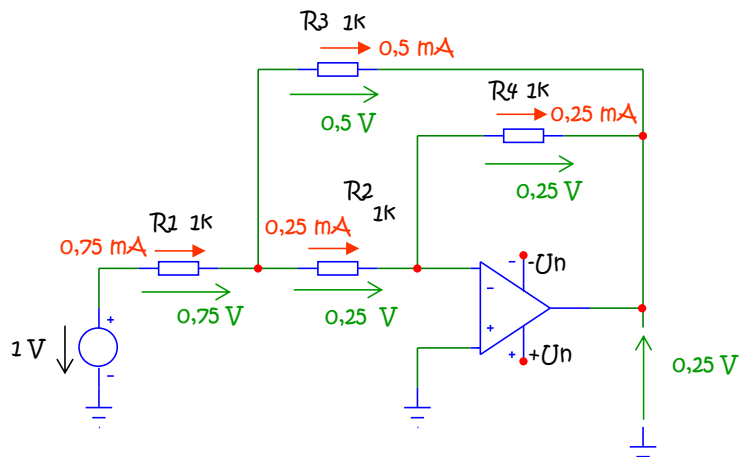 R3 1K
0,5 mA
0,5 V
R4 1K
0,25 mA
0,25 V
R2
1K
R1 1K
0,75 mA
0,25 mA
0,75 V
0,25 V
1 V
+
-
-
+
- -Un
+ +Un
0,25 V